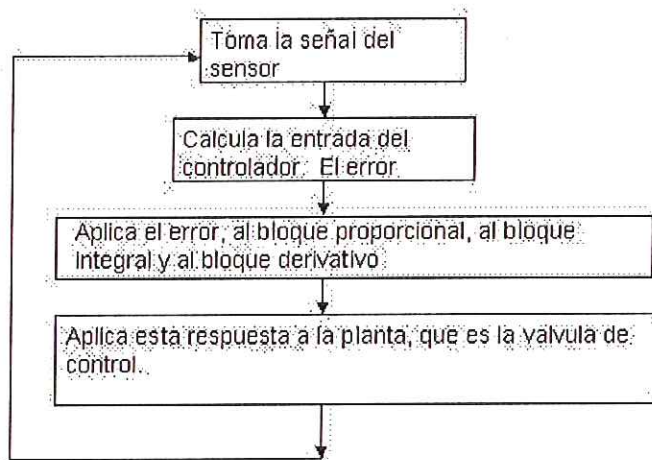 Toma la señal del
sensor
Calcula la entrada del
controlador. El error
Aplica el error, al bloque proporcional, al bloque
integral y al bloque derivativo
Aplica esta respuesta a la planta, que es la válvula de
control.